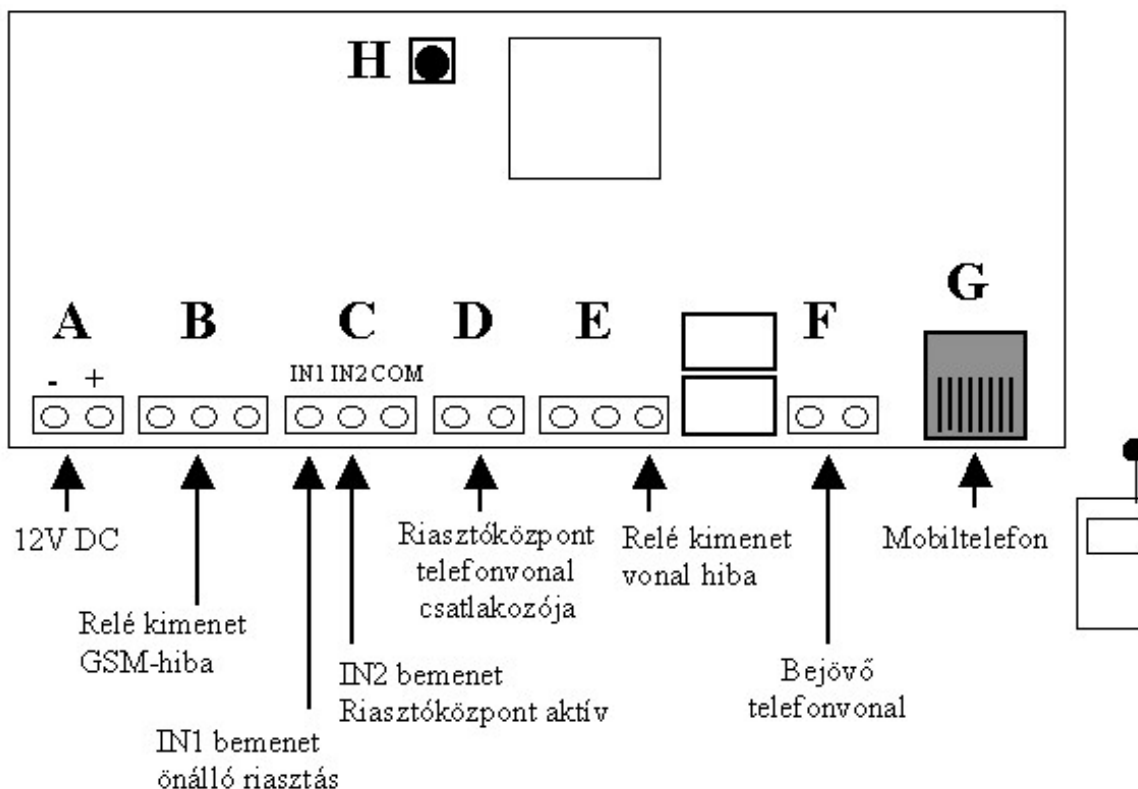 H
G
A B C D E F
- +
IN1 IN2 COM
12V DC
Riasztóközpont
telefonvonal
csatlakozója
Relé kimenet
vonal hiba
Mobiltelefon
Relé kimenet
GSM-hiba
IN2 bemenet
Riasztóközpont aktív
Bejövő
telefonvonal
IN1 bemenet
önálló riasztás